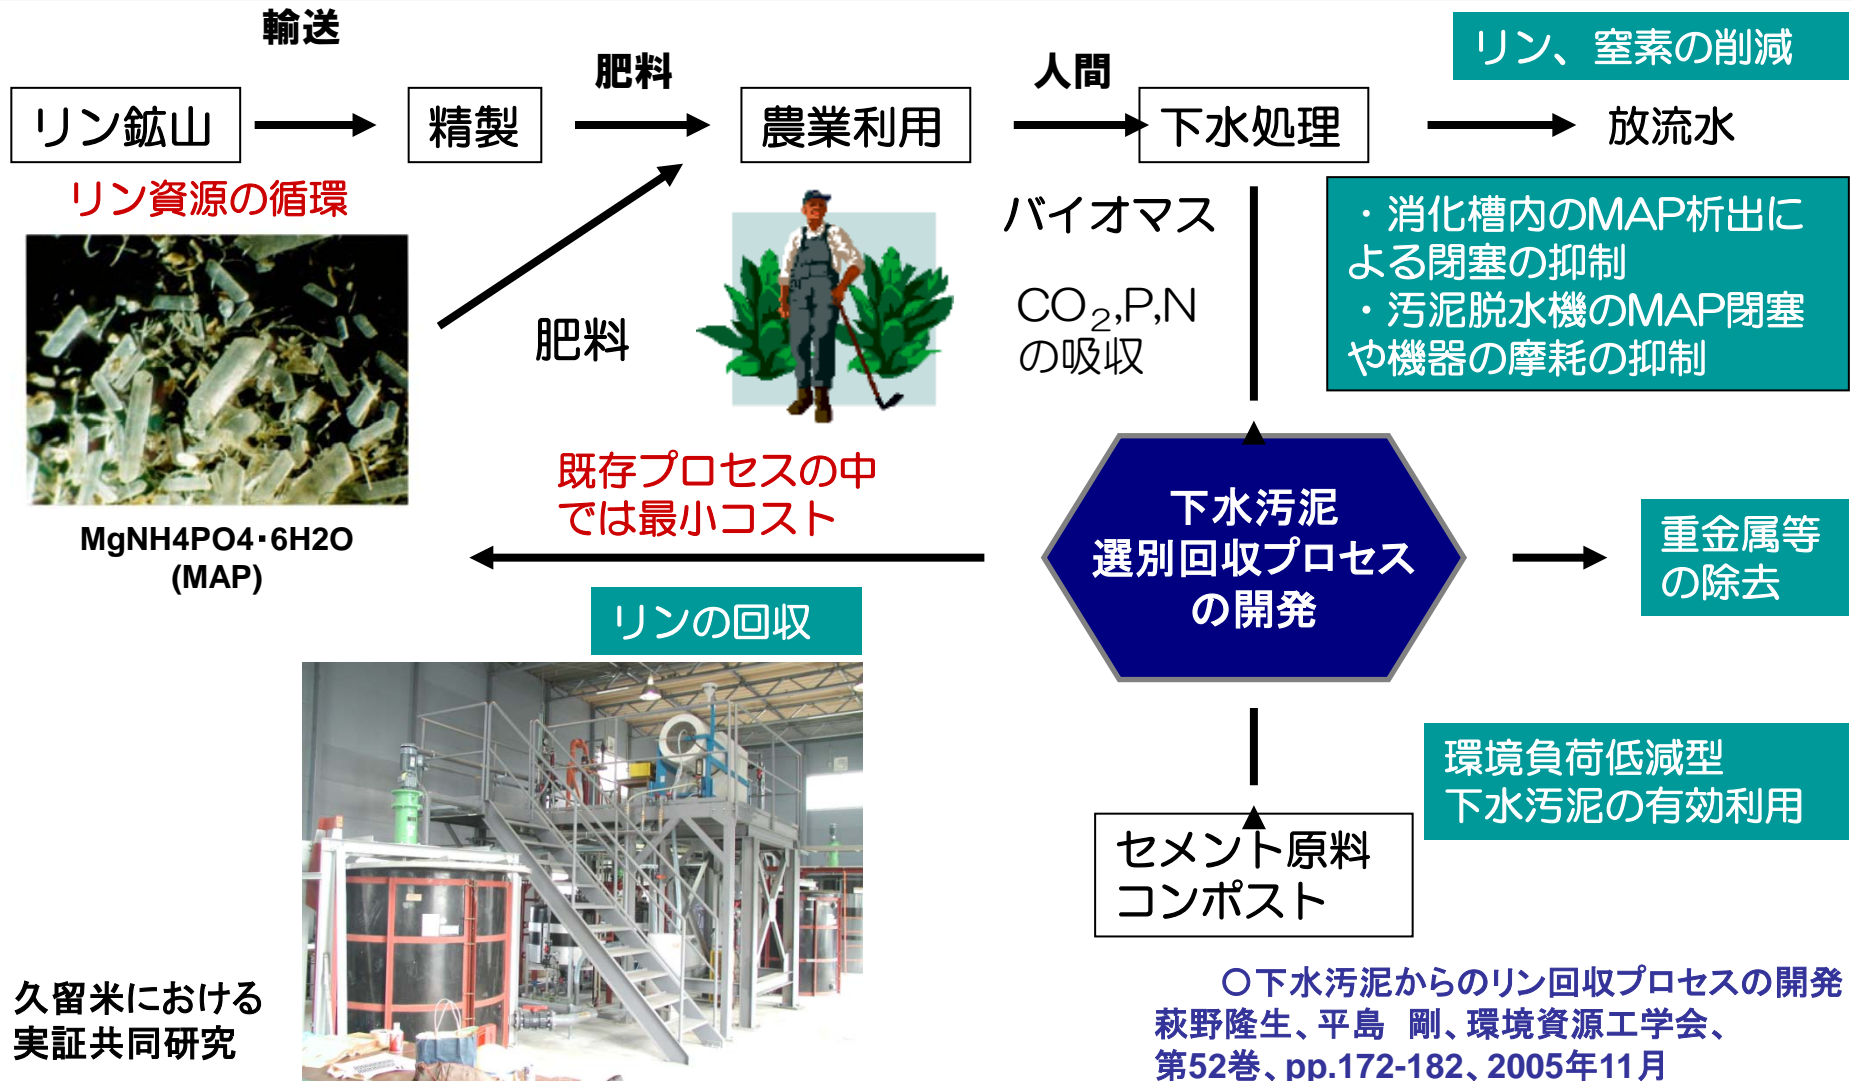 輸送
肥料
人間
リン、窒素の削減
リン鉱山
精製
農業利用
下水処理
放流水
リン資源の循環
バイオマス
・消化槽内のMAP析出に
よる閉塞の抑制
・汚泥脱水機のMAP閉塞
や機器の摩耗の抑制
CO₂,P,N
の吸収
肥料
既存プロセスの中
では最小コスト
MgNH4PO4・6H2O
(MAP)
下水汚泥
選別回収プロセス
の開発
重金属等
の除去
リンの回収
環境負荷低減型
下水汚泥の有効利用
セメント原料
コンポスト
久留米における
実証共同研究
〇下水汚泥からのリン回収プロセスの開発
萩野隆生、平島 剛、環境資源工学会、
第52巻、pp.172-182、2005年11月